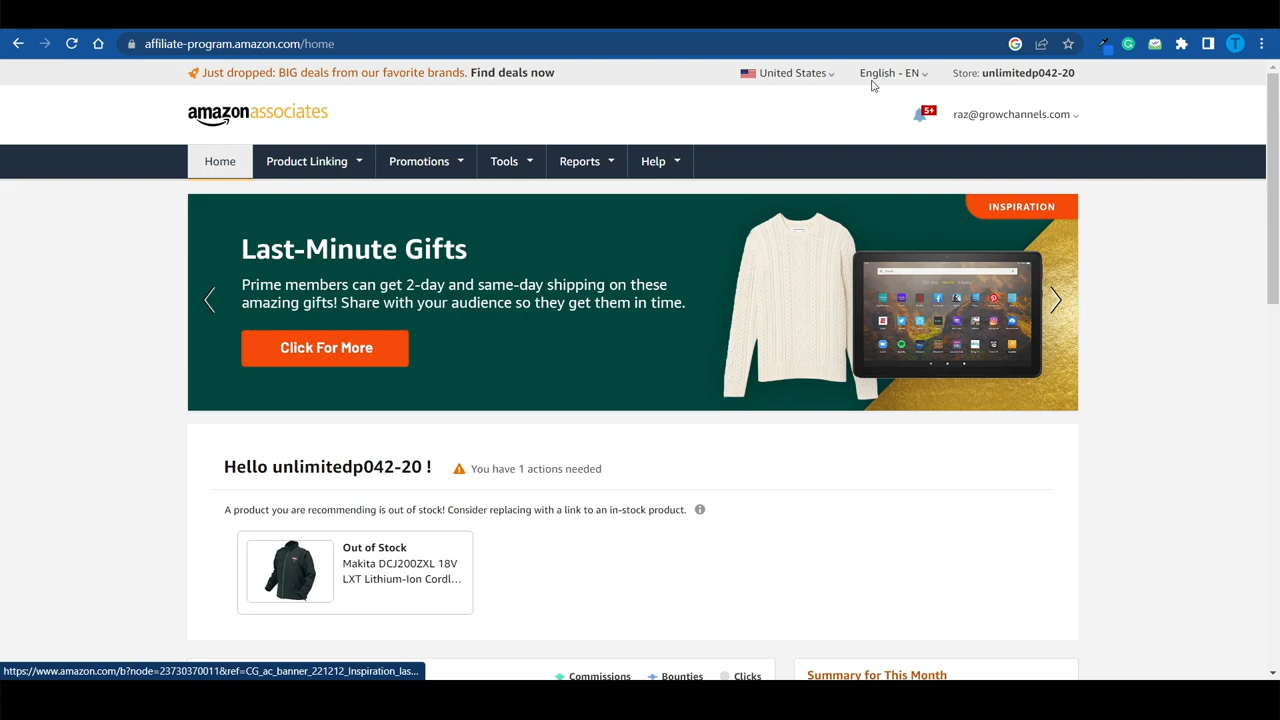 affiliate-program.amazon.com/home
T
Just dropped: BIG deals from our favorite brands. Find deals now
United States
English - EN
Store: unlimitedp042-20
amazonassociates
5+
raz@growchannels.com
Home
Product Linking
Promotions
Tools
Reports
Help
INSPIRATION
Last-Minute Gifts
Prime members can get 2-day and same-day shipping on these
amazing gifts! Share with your audience so they get them in time.
Click For More
Hello unlimitedp042-20 !
You have 1 actions needed
A product you are recommending is out of stock! Consider replacing with a link to an in-stock product.
Out of Stock
Makita DCJ200ZXL 18V
LXT Lithium-Ion Cordl...
https://www.amazon.com/b?node=23730370011&ref=CG_ac_banner_221212_Inspiration_las...
Commissions
Bounties
Clicks
Summary for This Month